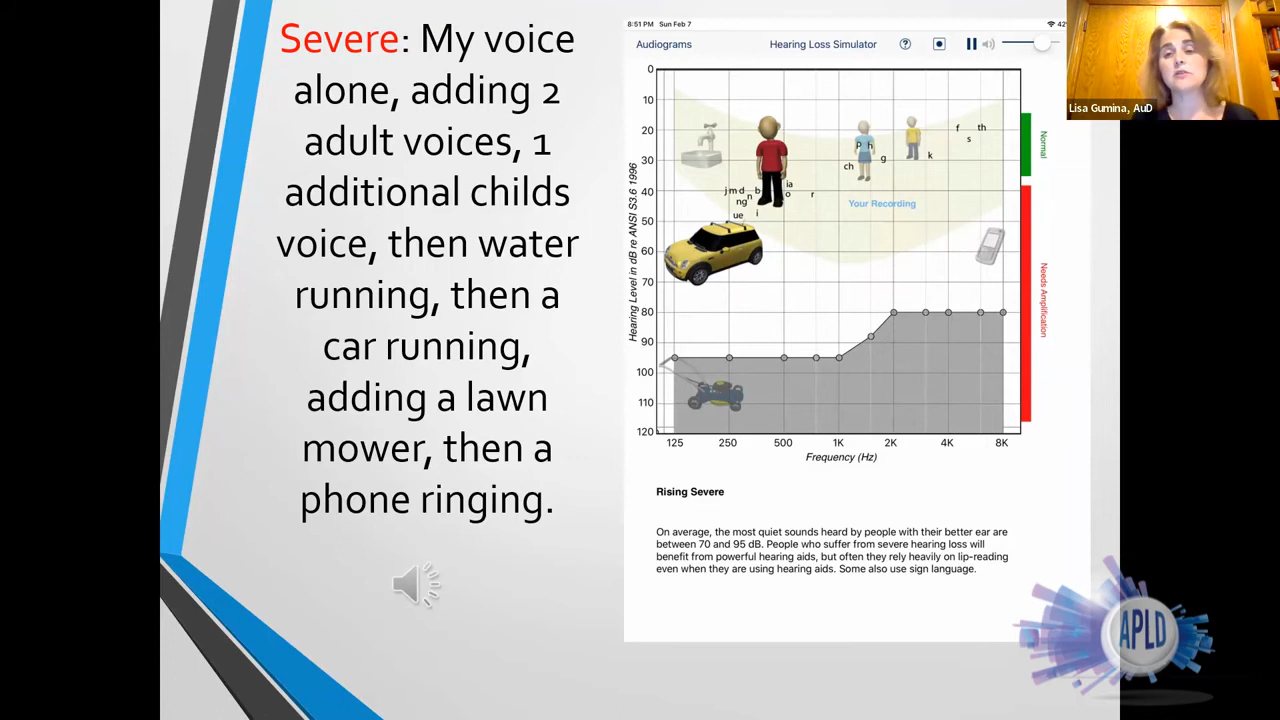 Severe: My voice
alone, adding 2
adult voices, 1
additional childs
voice, then water
running, then a
car running,
adding a lawn
mower, then a
phone ringing.
8:51 PM Sun Feb 7
42
Audiograms
Hearing Loss Simulator
?
Hearing Level in dB re ANSI S3.6 1996
0
10
20
30
40
50
60
70
80
90
100
110
120
f th
s
p h
g
k
ch
j m d b
n
ng
ia
o
r
ue i
Your Recording
Normal
Needs Amplification
125 250 500 1K 2K 4K 8K
Frequency (Hz)
Rising Severe
On average, the most quiet sounds heard by people with their better ear are
between 70 and 95 dB. People who suffer from severe hearing loss will
benefit from powerful hearing aids, but often they rely heavily on lip-reading
even when they are using hearing aids. Some also use sign language.
Lisa Gumina, AuD
APLD